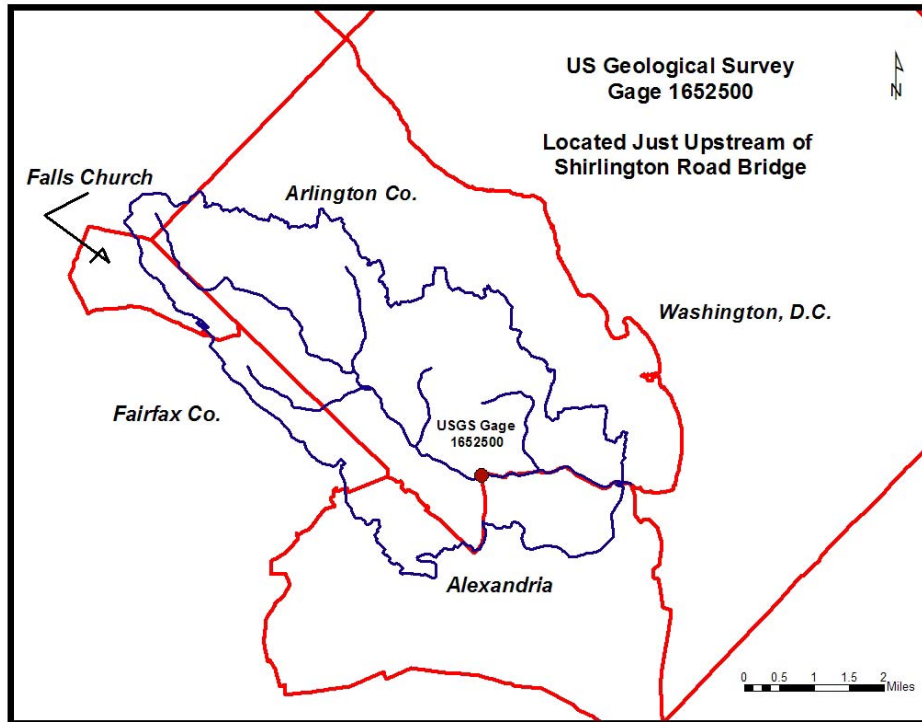 US Geological Survey
Gage 1652500
N
Located Just Upstream of
Shirlington Road Bridge
Falls Church
Arlington Co.
Washington, D.C.
Fairfax Co.
USGS Gage
1652500
Alexandria
0 0.5 1 1.5 2
Miles